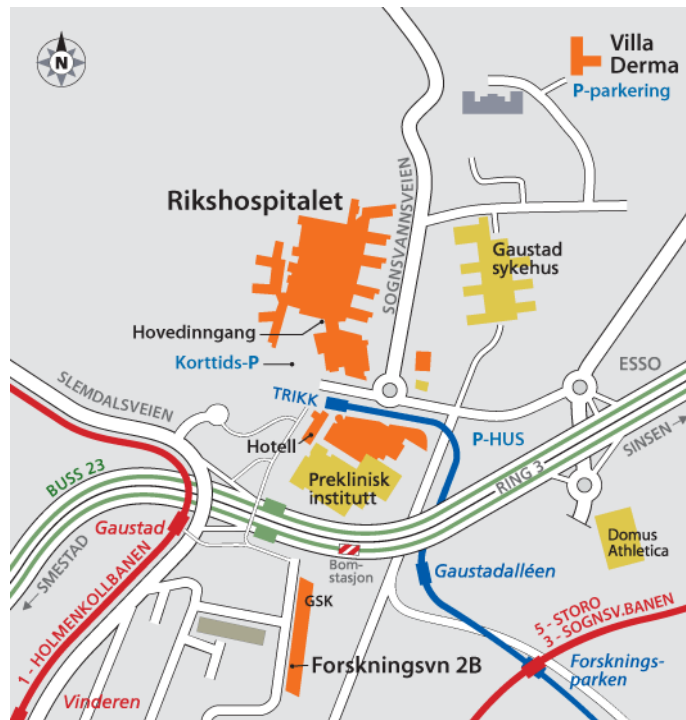 N
Villa
Derma
P-parkering
Rikshospitalet
SOGNSVANNSVEIEN
Gaustad
sykehus
Hovedinngang
Korttids-P
ESSO
SLEMDALSVEIEN
TRIKK
Hotell
P-HUS
SINSEN
BUSS 23
Preklinisk
institutt
RING 3
Gaustad
SMESTAD
Bom-
stasjon
Domus
Athletica
Gaustadalléen
1 - HOLMENKOLLBANEN
GSK
5 - STORO
3 - SOGNSV.BANEN
Forskningsvn 2B
Forsknings-
parken
Vinderen